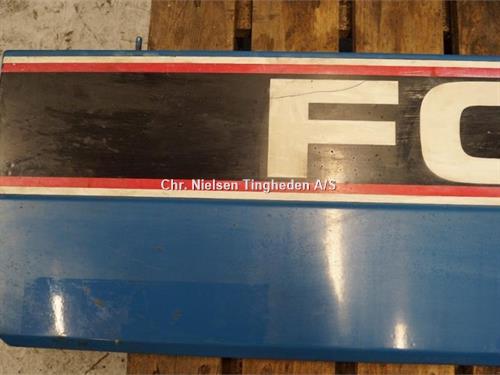 FO
Chr. Nielsen Tingheden A/S